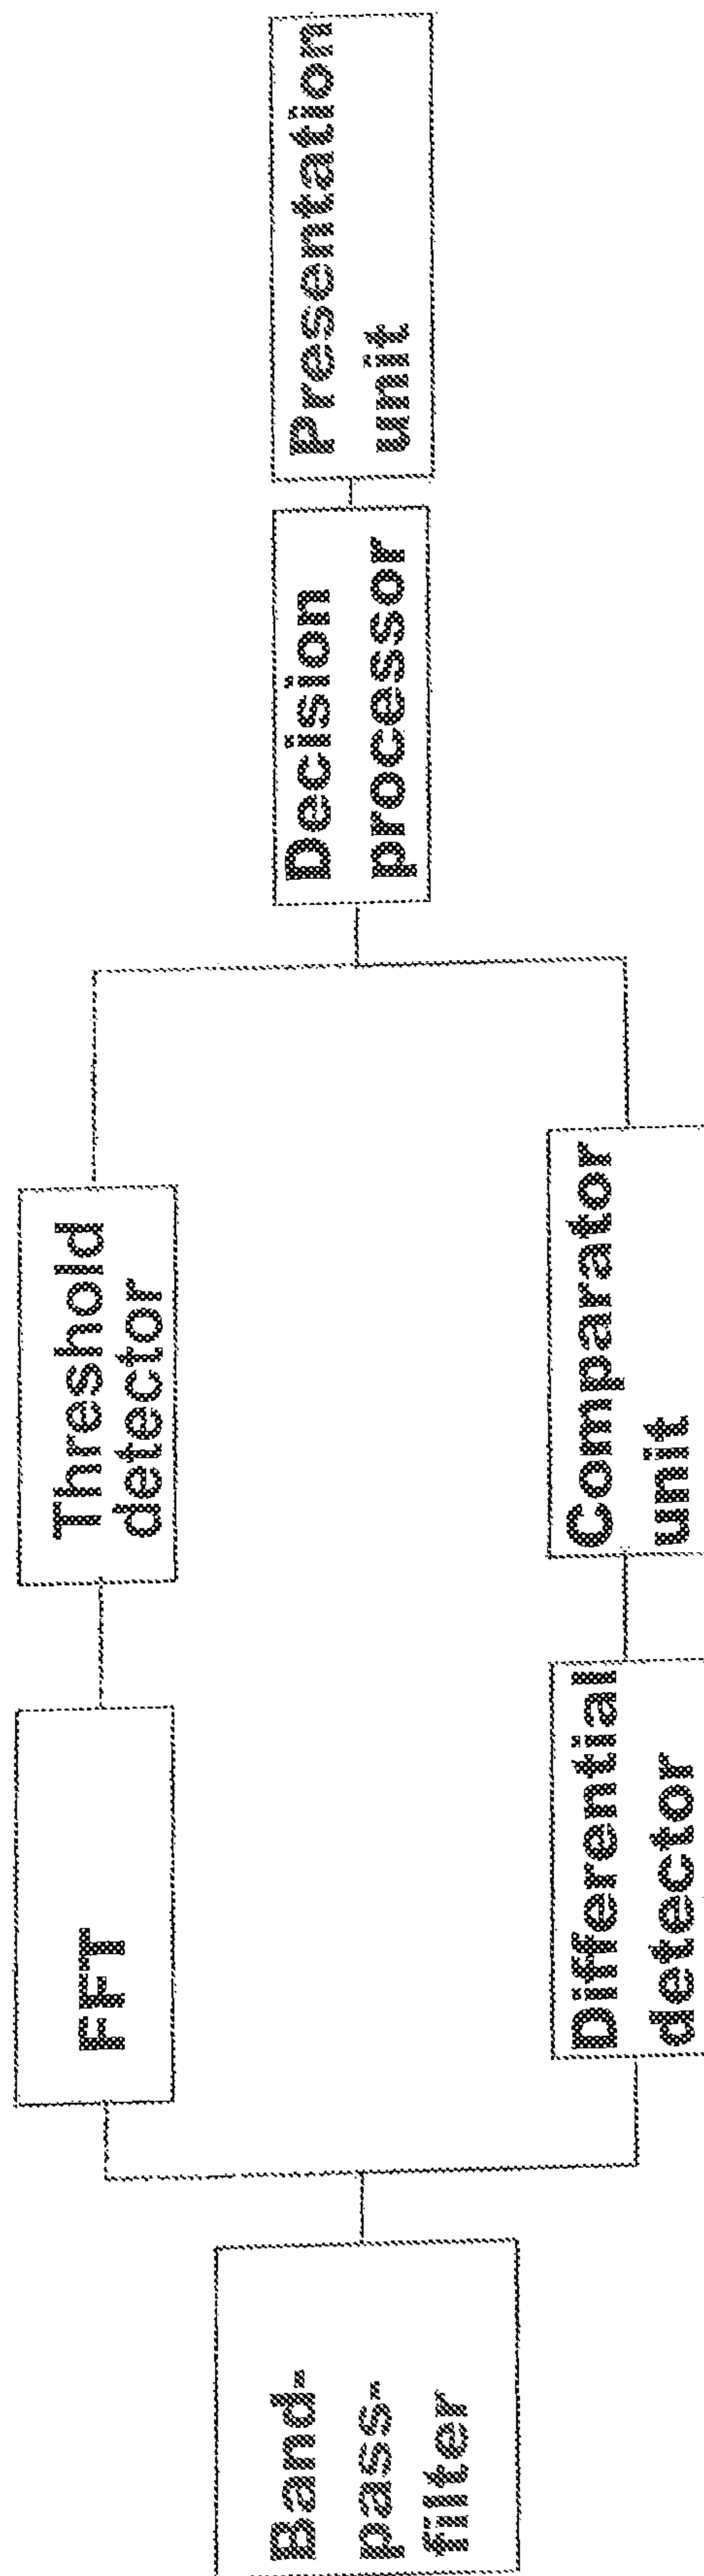 Band-
pass-
filter
FFT
Threshold
detector
Differential
detector
Comparator
unit
Decision
processor
Presentation
unit